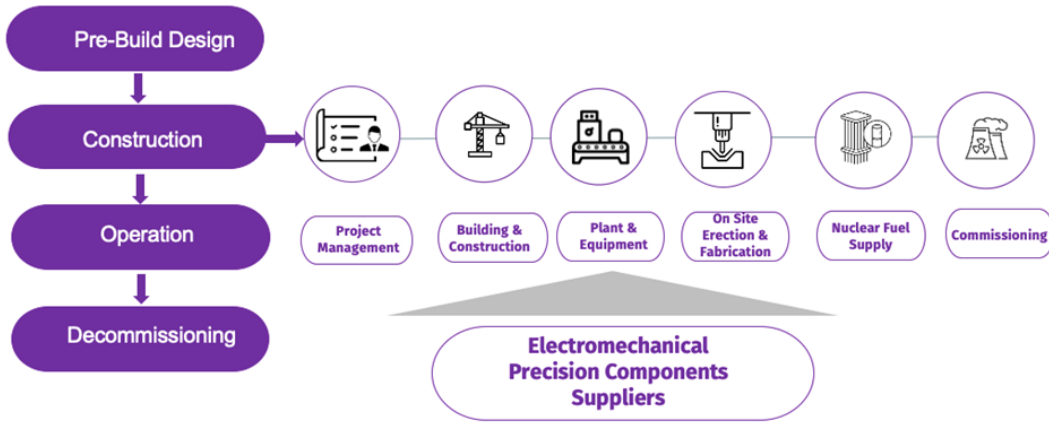 Pre-Build Design
Construction
Operation
Decommissioning
Project
Management
Building &
Construction
Plant &
Equipment
On Site
Erection &
Fabrication
Nuclear Fuel
Supply
Commissioning
Electromechanical
Precision Components
Suppliers